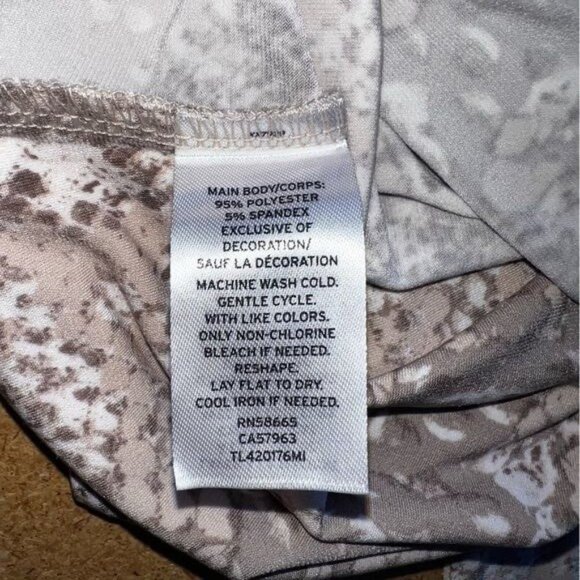 MAIN BODY/CORPS:
95% POLYESTER
5% SPANDEX
EXCLUSIVE OF
DECORATION/
SAUF LA DÉCORATION
MACHINE WASH COLD.
GENTLE CYCLE.
WITH LIKE COLORS.
ONLY NON-CHLORINE
BLEACH IF NEEDED.
RESHAPE.
LAY FLAT TO DRY.
COOL IRON IF NEEDED.
RN58665
CA57963
TL420176MI